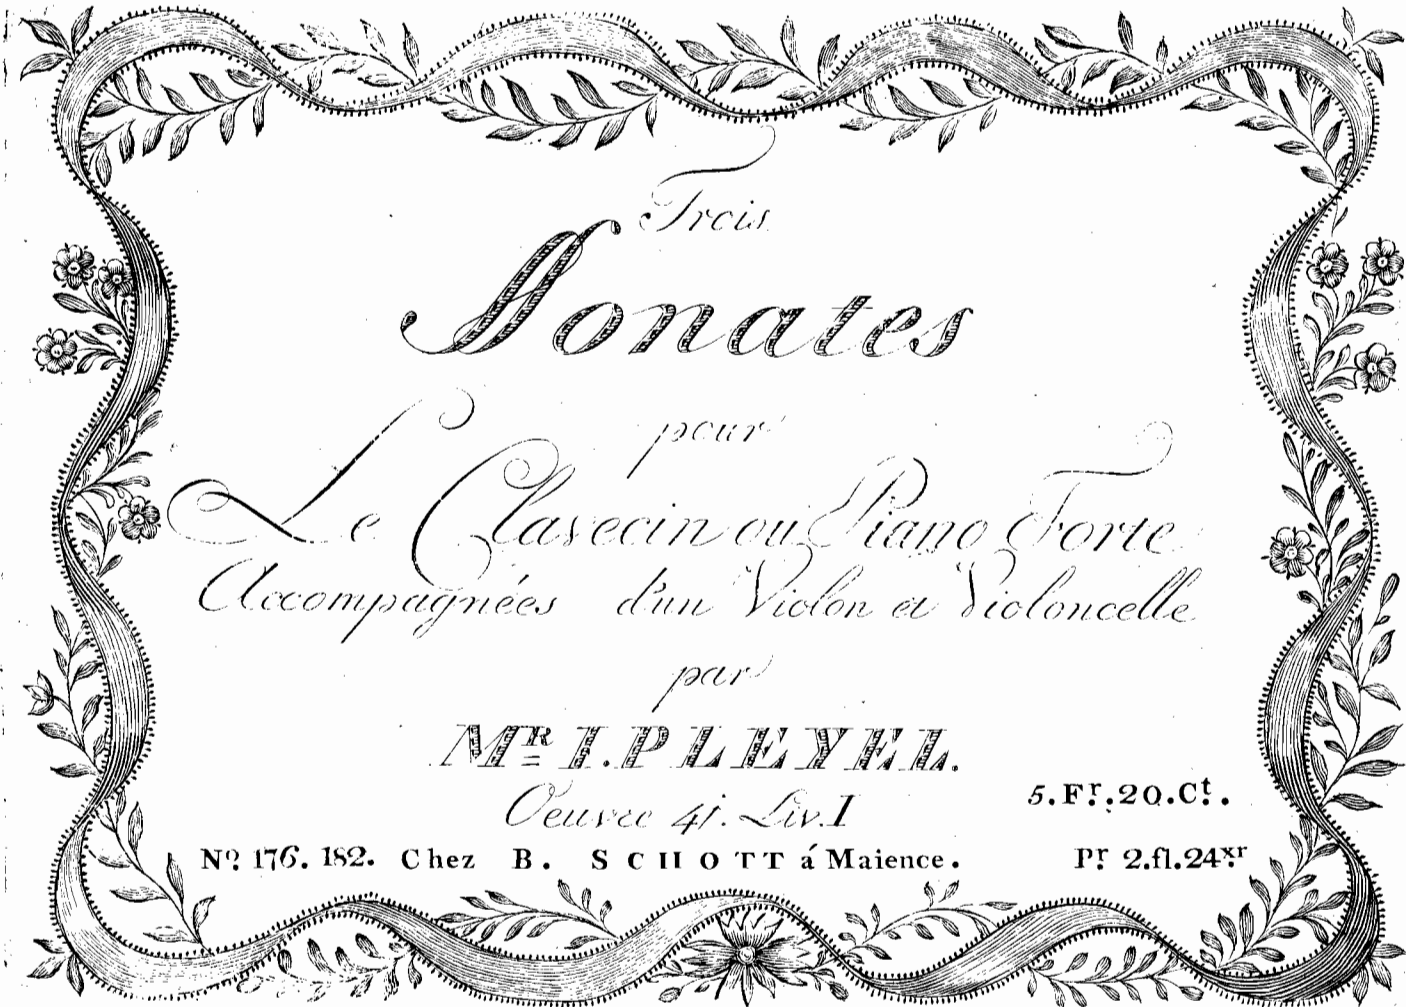 Trois
Sonates
pour
Le Clavecin ou Piano Forte
Accompagnées d'un Violon et Violoncelle
par
Mr I. PLEYEL.
Oeuvre 41. Liv. I
5. Fr. 20. Ct.
No 176. 182. Chez B. SCHOTT á Maience.
Pr 2. fl. 24xr